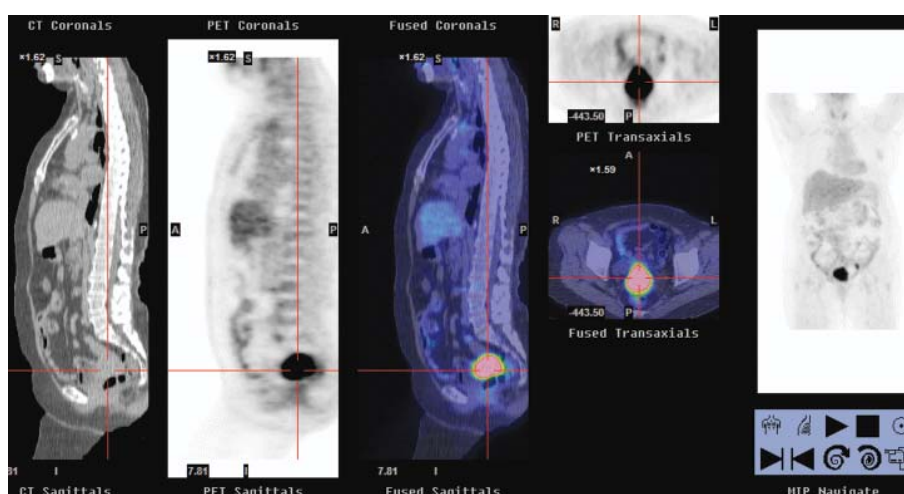 CT Coronals
PET Coronals
Fused Coronals
×1.62 S
×1.62 S
×1.62 S
R
L
-443.50 P
PET Transaxials
A
×1.59
R
L
-443.50 P
Fused Transaxials
P
A
P
A
P
7.81 I
7.81 I
CT Sagittals
PET Sagittals
Fused Sagittals
MIP Navigate